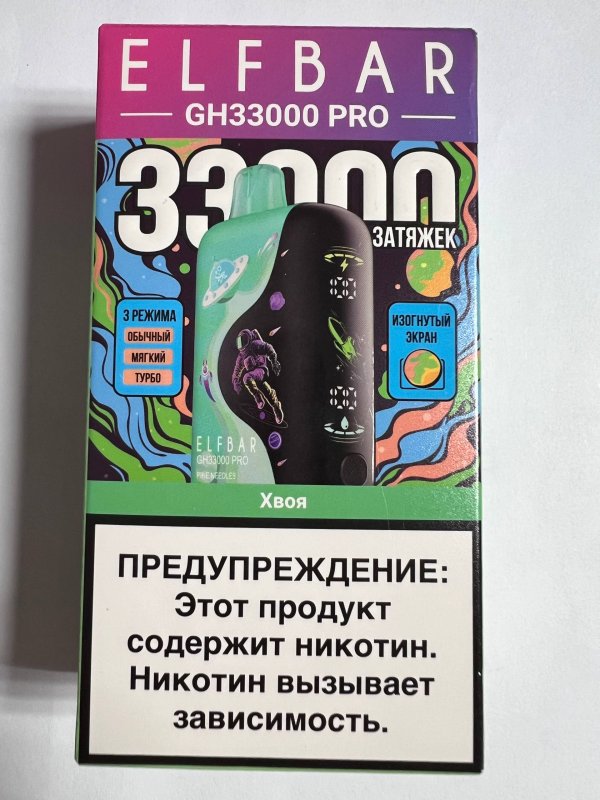 ELFBAR
GH33000 PRO
33000
ЗАТЯЖЕК
3 РЕЖИМА
ОБЫЧНЫЙ
МЯГКИЙ
ТУРБО
ИЗОГНУТЫЙ
ЭКРАН
ELFBAR
GH33000 PRO
PINE NEEDLES
Хвоя
ПРЕДУПРЕЖДЕНИЕ:
Этот продукт
содержит никотин.
Никотин вызывает
зависимость.